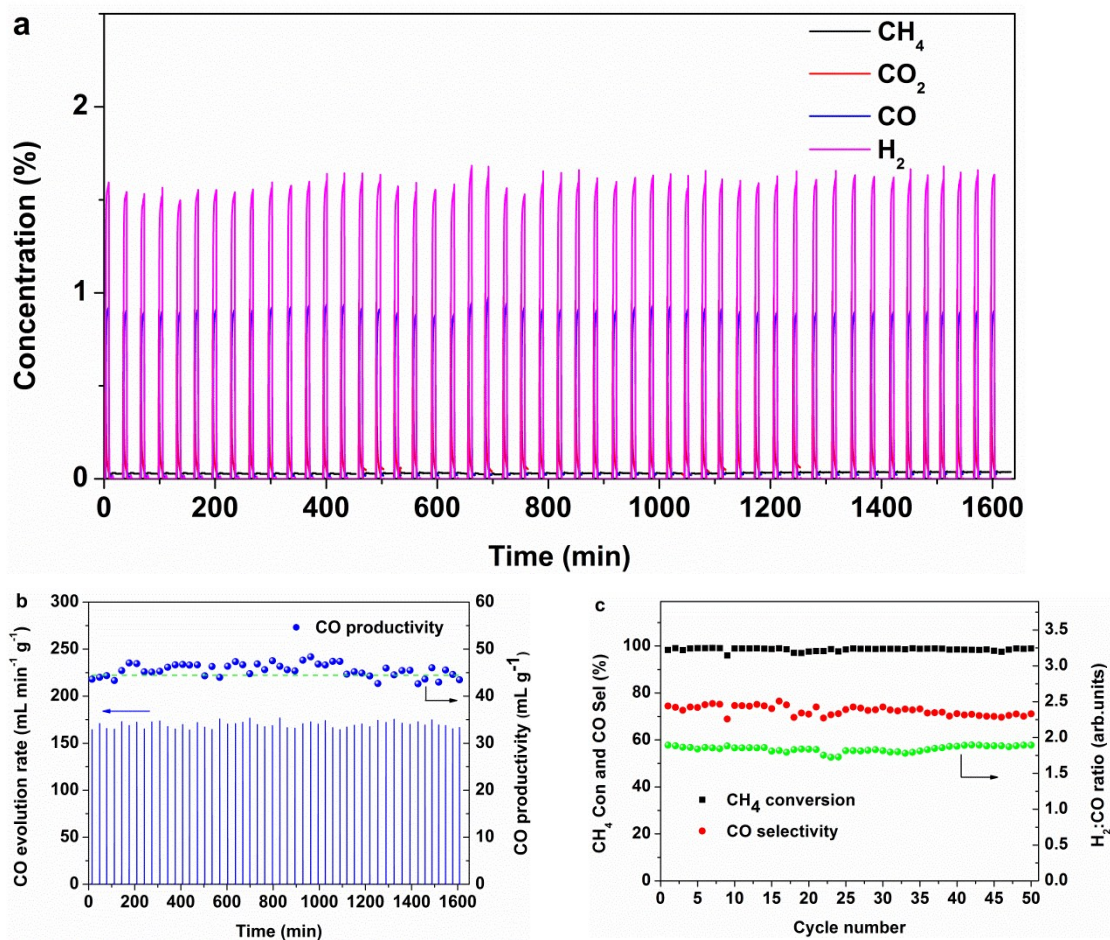 a
CH₄
CO₂
CO
H₂
Concentration (%)
2
1
0
0 200 400 600 800 1000 1200 1400 1600
Time (min)
b
CO productivity
CO evolution rate (mL min⁻¹ g⁻¹)
300
250
200
150
100
50
0
60
50
40
30
20
10
0
CO productivity (mL g⁻¹)
0 200 400 600 800 1000 1200 1400 1600
Time (min)
c
CH₄ Con and CO Sel (%)
100
80
60
40
20
0
CH₄ conversion
CO selectivity
3.5
3.0
2.5
2.0
1.5
1.0
0.5
0.0
H₂:CO ratio (arb.units)
0 5 10 15 20 25 30 35 40 45 50
Cycle number